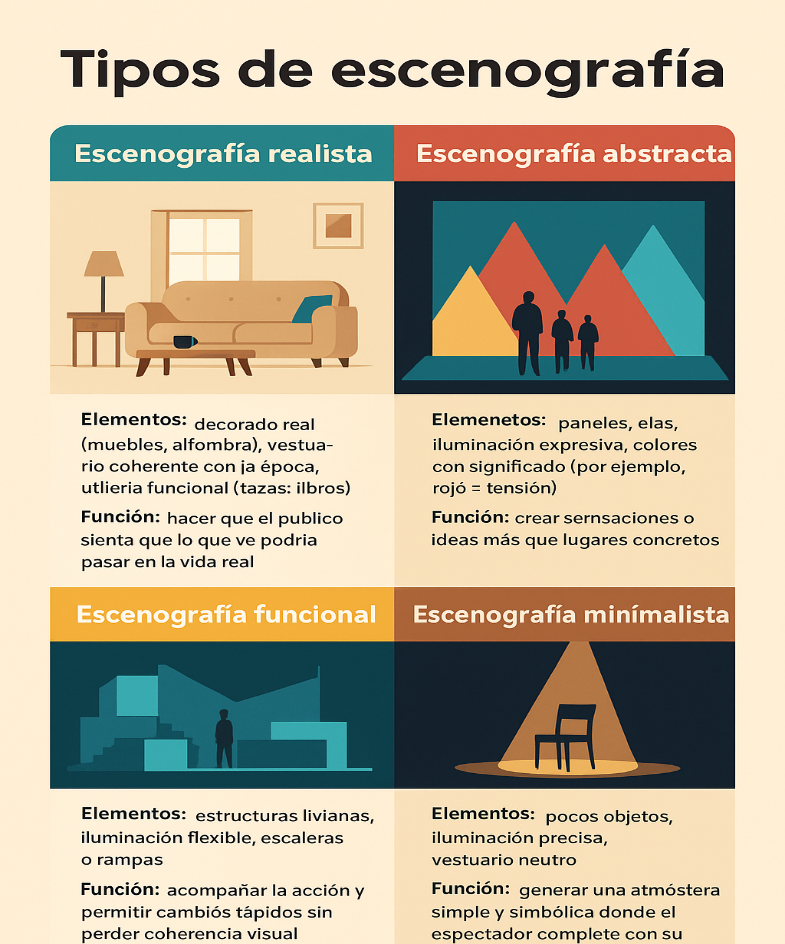 Tipos de escenografía
Escenografía realista
Elementos: decorado real
(muebles, alfombra), vestua-
rio coherente con ja época,
utlieria funcional (tazas: ilbros)
Función: hacer que el publico
sienta que lo que ve podria
pasar en la vida real
Escenografía abstracta
Elemenetos: paneles, elas,
iluminación expresiva, colores
con significado (por ejemplo,
rojó = tensión)
Función: crear sernsaciones o
ideas más que lugares concretos
Escenografía funcional
Elementos: estructuras livianas,
iluminación flexible, escaleras
o rampas
Función: acompañar la acción y
permitir cambiós tápidos sin
perder coherencia visual
Escenografía minímalista
Elementos: pocos objetos,
iluminación precisa,
vestuario neutro
Función: generar una atmóstera
simple y simbólica donde el
espectador complete con su